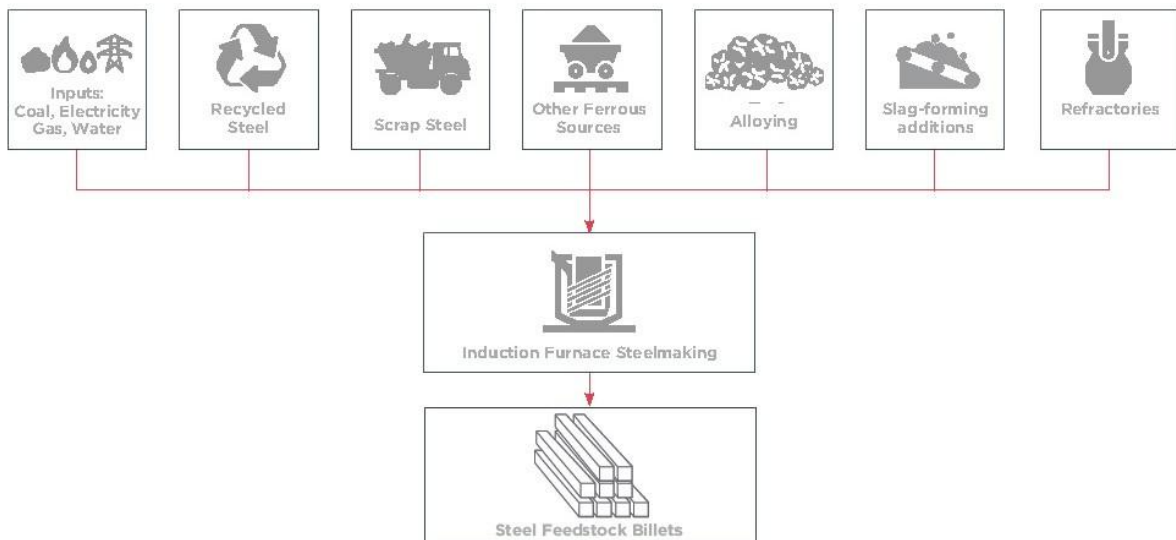 Inputs:
Coal, Electricity
Gas, Water
Recycled
Steel
Scrap Steel
Other Ferrous
Sources
Alloying
Slag-forming
additions
Refractories
Induction Furnace Steelmaking
Steel Feedstock Billets